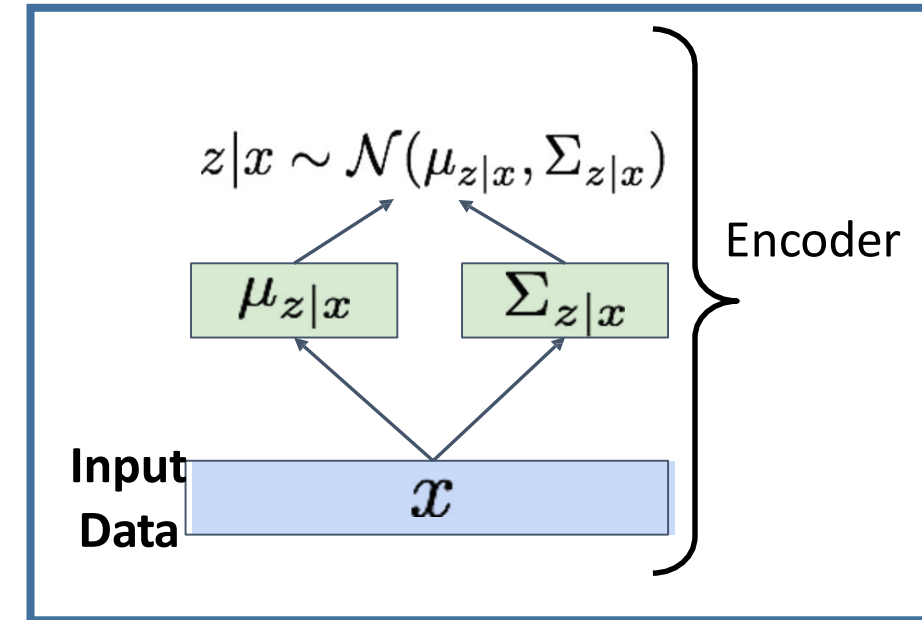 z|x ∼ 𝒩(μ_{z|x}, Σ_{z|x})
Encoder
μ_{z|x}
Σ_{z|x}
Input
Data
x